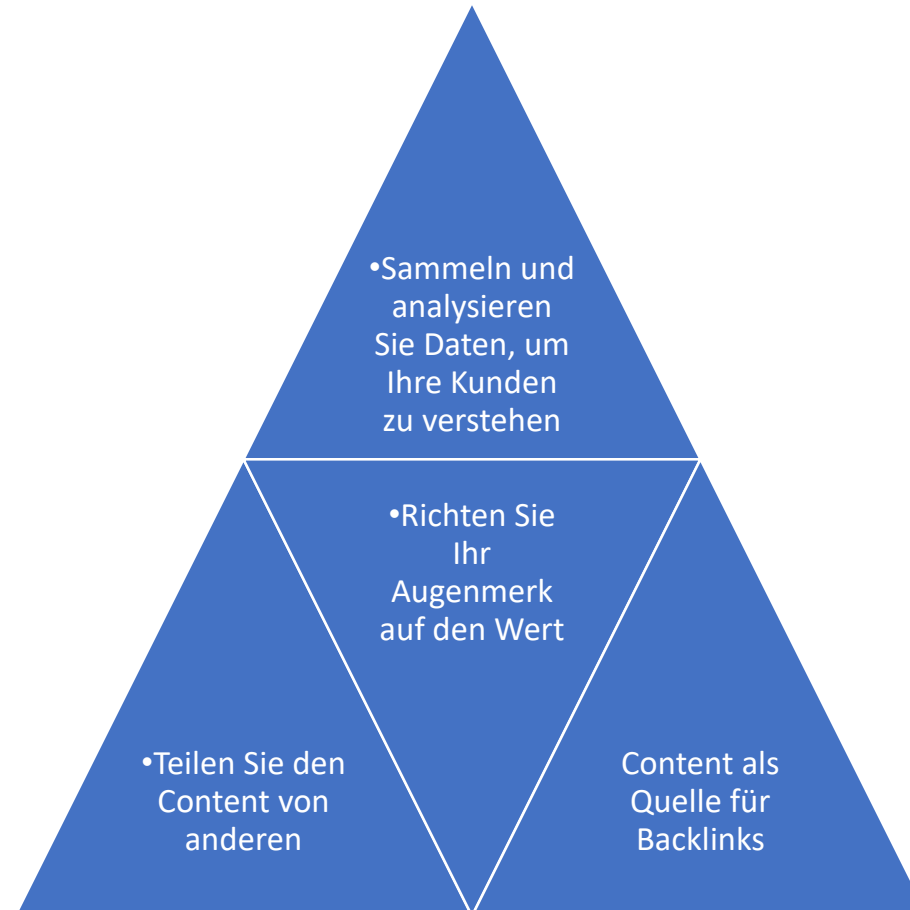 •Sammeln und
analysieren
Sie Daten, um
Ihre Kunden
zu verstehen
•Richten Sie
Ihr
Augenmerk
auf den Wert
•Teilen Sie den
Content von
anderen
Content als
Quelle für
Backlinks